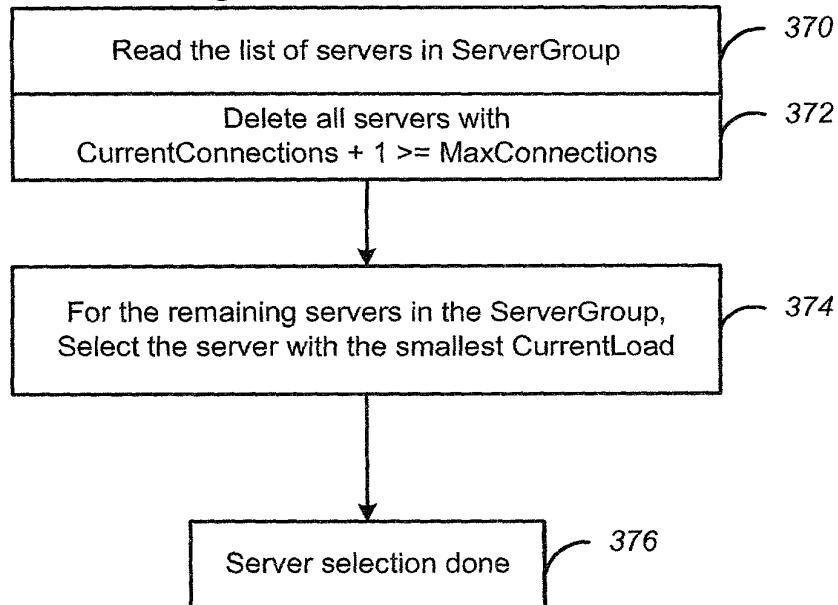 Read the list of servers in ServerGroup
370
Delete all servers with
CurrentConnections + 1 >= MaxConnections
372
For the remaining servers in the ServerGroup,
Select the server with the smallest CurrentLoad
374
Server selection done
376